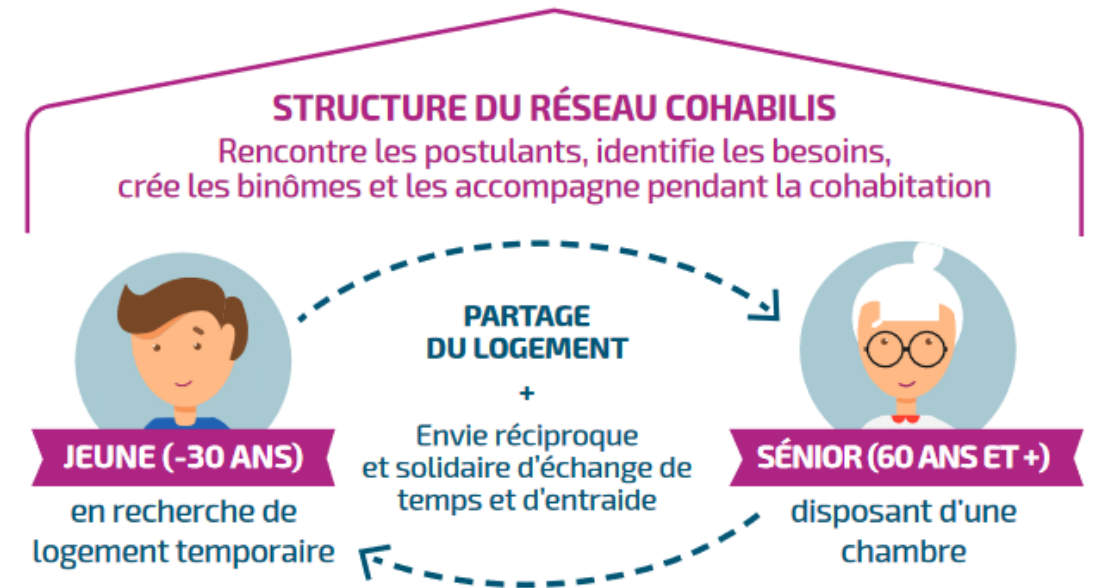 STRUCTURE DU RÉSEAU COHABILIS
Rencontre les postulants, identifie les besoins,
crée les binômes et les accompagne pendant la cohabitation
PARTAGE
DU LOGEMENT
+
Envie réciproque
et solidaire d'échange de
temps et d'entraide
JEUNE (-30 ANS)
en recherche de
logement temporaire
SÉNIOR (60 ANS ET +)
disposant d'une
chambre